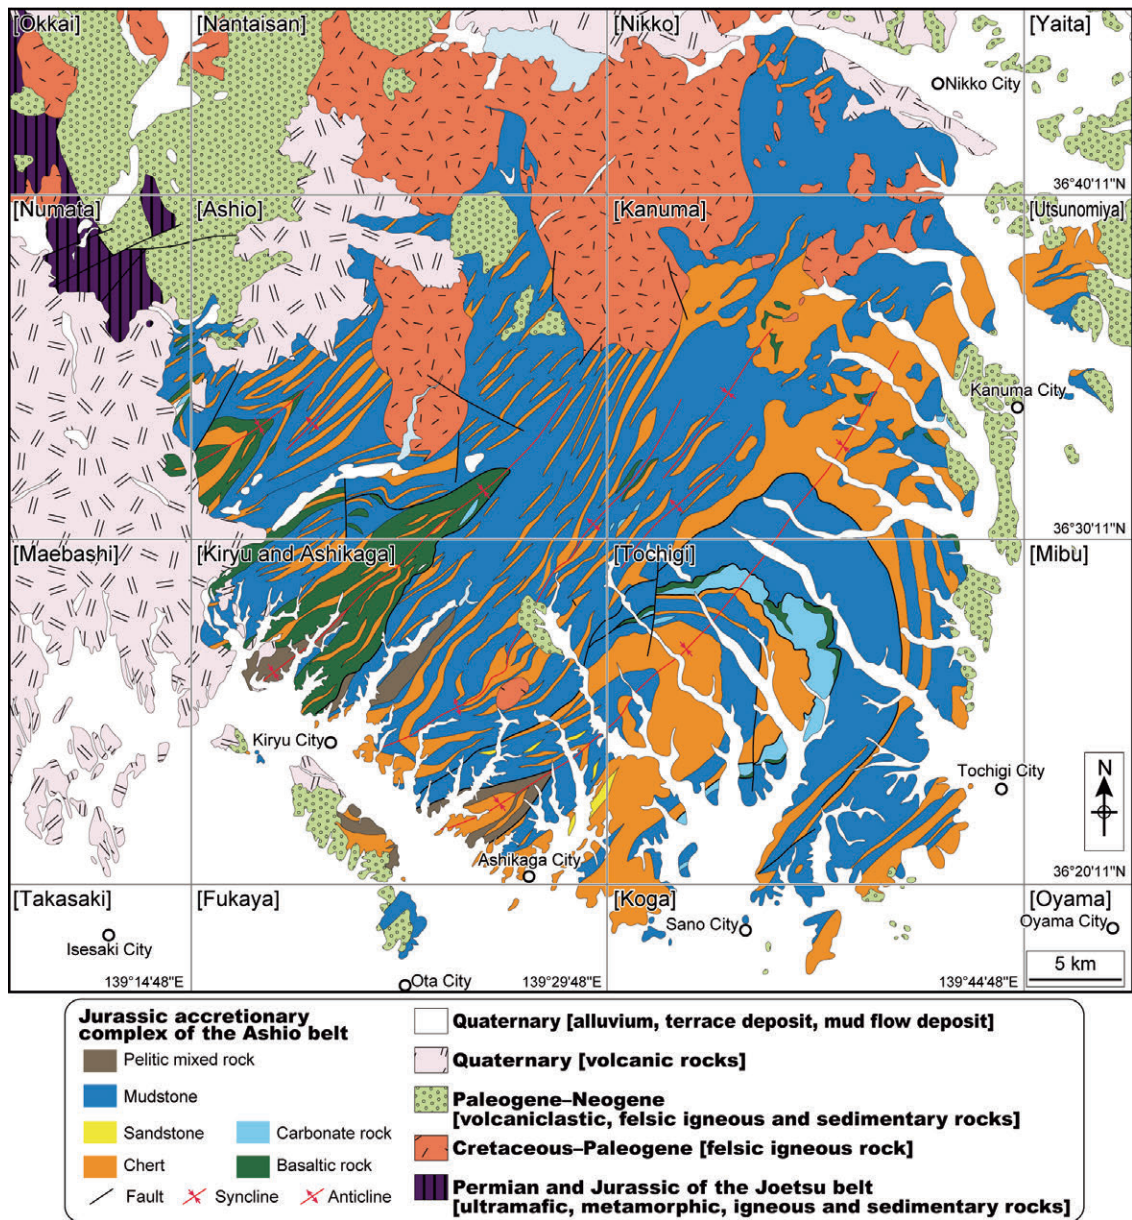 [Okkai]
[Nantaisan]
[Nikko]
[Yaita]
Nikko City
36°40'11"N
[Numata]
[Ashio]
[Kanuma]
[Utsunomiya]
Kanuma City
36°30'11"N
[Maebashi]
[Kiryu and Ashikaga]
[Tochigi]
[Mibu]
Kiryu City
N
Tochigi City
Ashikaga City
36°20'11"N
[Takasaki]
[Fukaya]
[Koga]
[Oyama]
Isesaki City
Sano City
Oyama City
5 km
139°14'48"E
Ota City
139°29'48"E
139°44'48"E
Jurassic accretionary
complex of the Ashio belt
Pelitic mixed rock
Mudstone
Sandstone
Carbonate rock
Chert
Basaltic rock
Fault
Syncline
Anticline
Quaternary [alluvium, terrace deposit, mud flow deposit]
Quaternary [volcanic rocks]
Paleogene–Neogene
[volcaniclastic, felsic igneous and sedimentary rocks]
Cretaceous–Paleogene [felsic igneous rock]
Permian and Jurassic of the Joetsu belt
[ultramafic, metamorphic, igneous and sedimentary rocks]